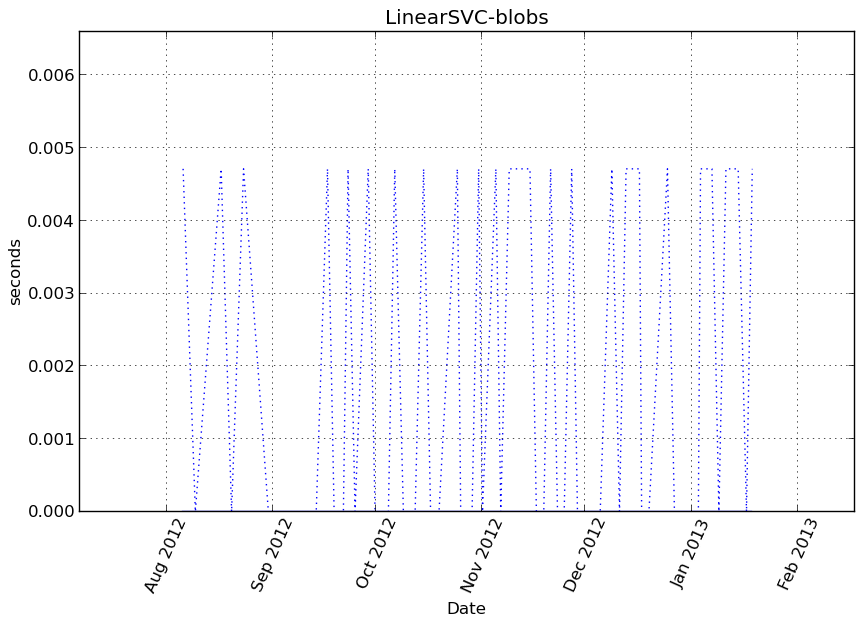 LinearSVC-blobs
0.006
0.005
0.004
0.003
0.002
0.001
0.000
seconds
Aug 2012
Sep 2012
Oct 2012
Nov 2012
Dec 2012
Jan 2013
Feb 2013
Date